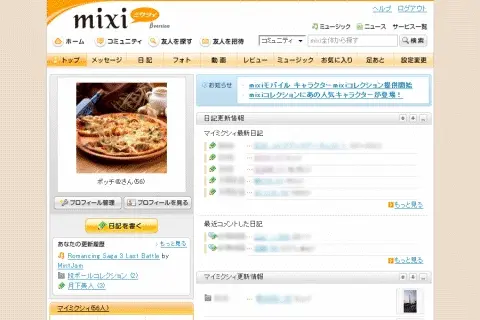 mixi
ミクシィ
Bversion
ヘルプ ログアウト
ミュージック ニュース サービス一覧
ホーム コミュニティ 友人を探す 友人を招待
コミュニティ mixi全体から探す 検索
トップ メッセージ 日記 フォト 動画 レビュー ミュージック お気に入り 足あと 設定変更
お知らせ
mixiモバイル キャラクターmixiコレクション提供開始
mixiコレクションにあの人気キャラクターが登場！
ポッチ@さん(56)
プロフィール管理 プロフィールを見る
日記を書く
あなたの更新履歴 もっと見る
Romancing Saga 3 Last Battle by
MintJam
段ボールコレクション (2)
月下美人 (3)
マイミクシィ(56人)
日記更新情報
マイミクシィ最新日記
もっと見る
最近コメントした日記
もっと見る
マイミクシィ更新情報